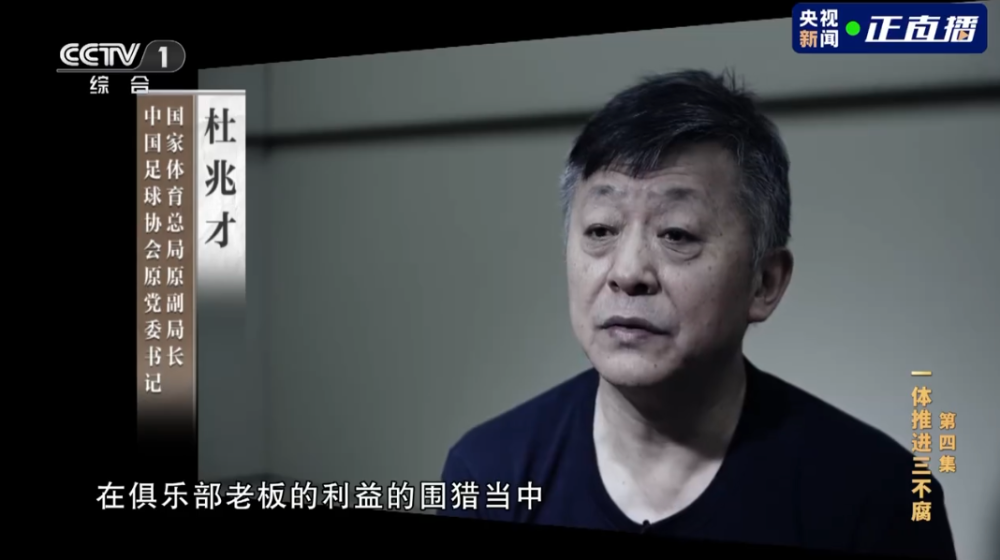 CCTV 1
综合
央视
新闻
正直播
杜兆才
国家体育总局原副局长
中国足球协会原党委书记
第四集
一体推进三不腐
在俱乐部老板的利益的围猎当中